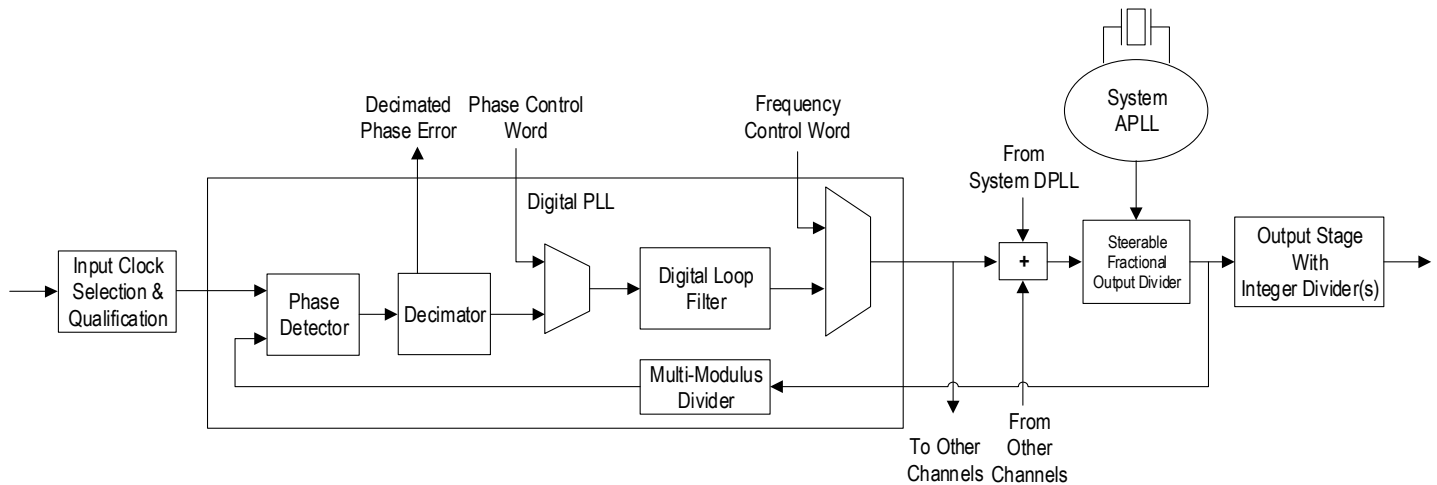 System
APLL
Decimated
Phase Error
Phase Control
Word
Frequency
Control Word
From
System DPLL
Digital PLL
Input Clock
Selection &
Qualification
Phase
Detector
Decimator
Digital Loop
Filter
+
Steerable
Fractional
Output Divider
Output Stage
With
Integer Divider(s)
Multi-Modulus
Divider
To Other
Channels
From
Other
Channels